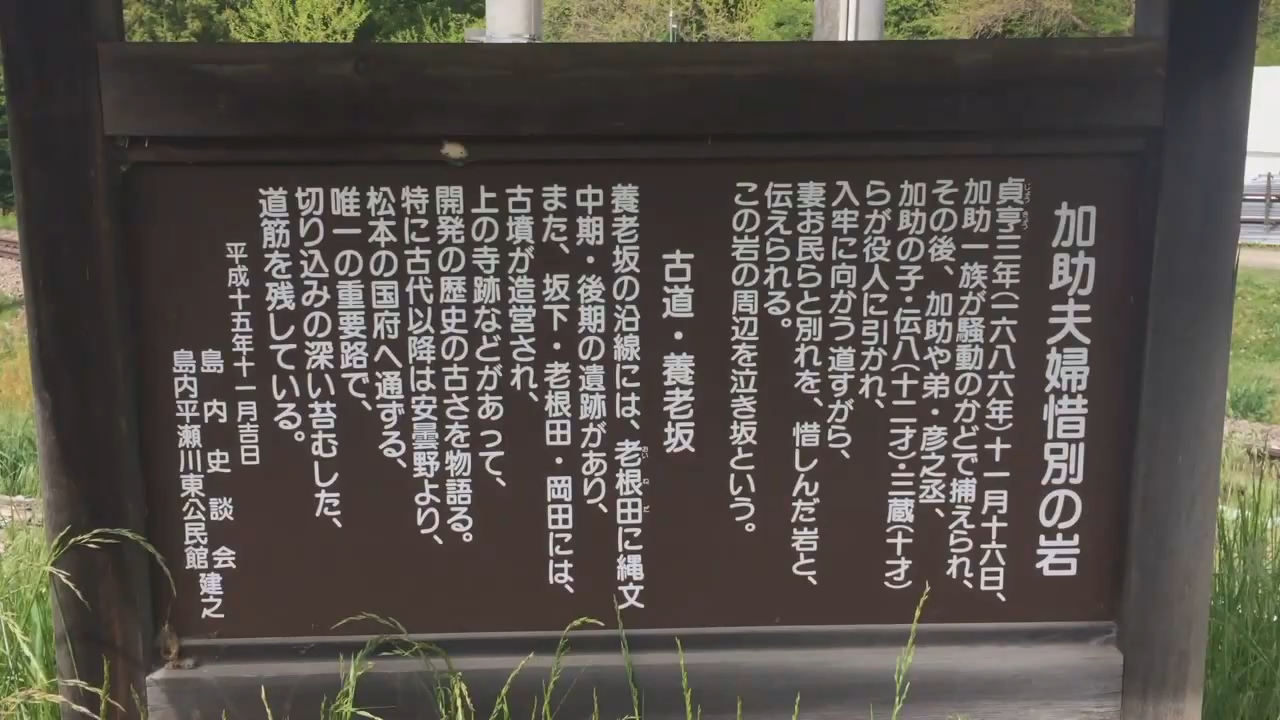 加助夫婦惜別の岩
貞享三年(一六八六年)十一月十六日、
加助一族が騒動のかどで捕えられ、
その後、加助や弟・彦之丞、
加助の子・伝八(十二才)・三蔵(十才)
らが役人に引かれ、
入牢に向かう道すがら、
妻お民らと別れを、惜しんだ岩と、
伝えられる。
この岩の周辺を泣き坂という。
古道・養老坂
養老坂の沿線には、老根田に縄文
中期・後期の遺跡があり、
また、坂下・老根田・岡田には、
古墳が造営され、
上の寺跡などがあって、
開発の歴史の古さを物語る。
特に古代以降は安曇野より、
松本の国府へ通ずる、
唯一の重要路で、
切り込みの深い苔むした、
道筋を残している。
平成十五年十一月吉日
島内史談会
島内平瀬川東公民館
建之